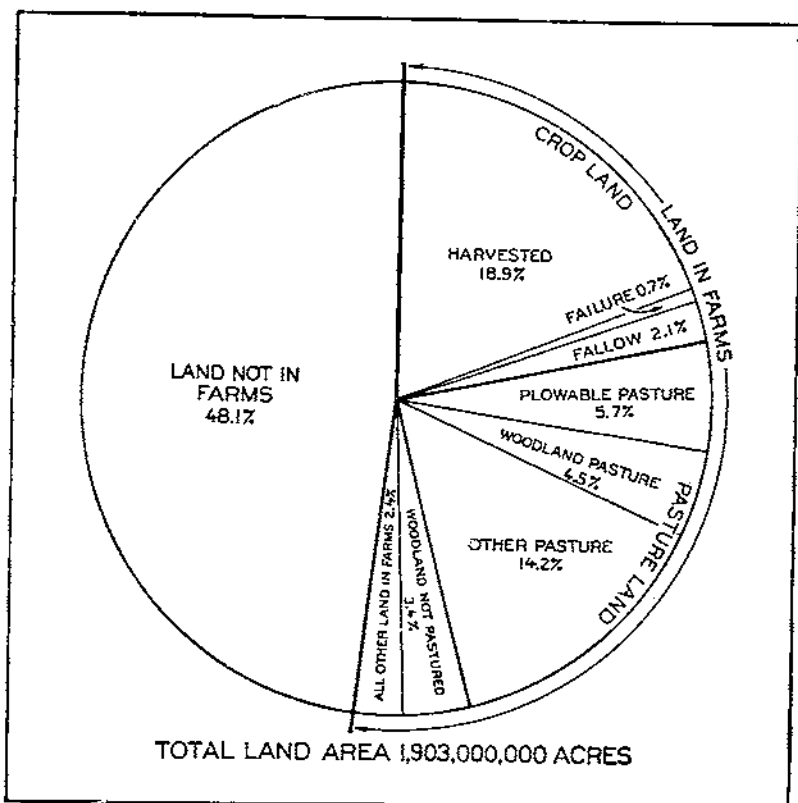 CROP LAND
HARVESTED
18.9%
LAND IN FARMS
FAILURE 0.7%
FALLOW 2.1%
PLOWABLE PASTURE
5.7%
WOODLAND PASTURE
4.5%
PASTURE LAND
OTHER PASTURE
14.2%
WOODLAND NOT PASTURED
3.4%
ALL OTHER LAND IN FARMS 2.4%
LAND NOT IN
FARMS
48.1%
TOTAL LAND AREA 1,903,000,000 ACRES